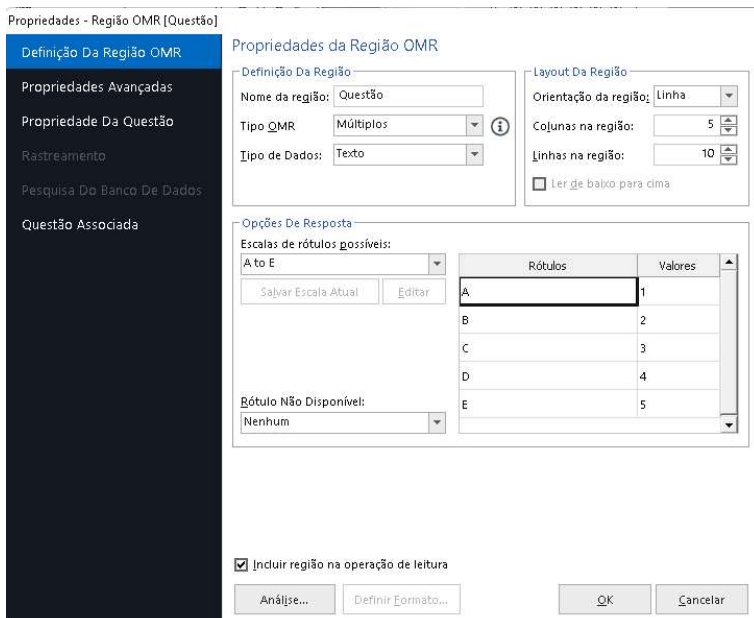 Propriedades - Região OMR [Questão]
Definição Da Região OMR
Propriedades Avançadas
Propriedade Da Questão
Rastreamento
Pesquisa Do Banco De Dados
Questão Associada
Propriedades da Região OMR
Definição Da Região
Nome da região: Questão
Tipo OMR Múltiplos
Tipo de Dados: Texto
Layout Da Região
Orientação da região: Linha
Colunas na região: 5
Linhas na região: 10
Ler de baixo para cima
Opções De Resposta
Escalas de rótulos possíveis:
A to E
Salvar Escala Atual Editar
Rótulo Não Disponível:
Nenhum
Rótulos Valores
A 1
B 2
C 3
D 4
E 5
Incluir região na operação de leitura
Análise... Definir Formato... OK Cancelar